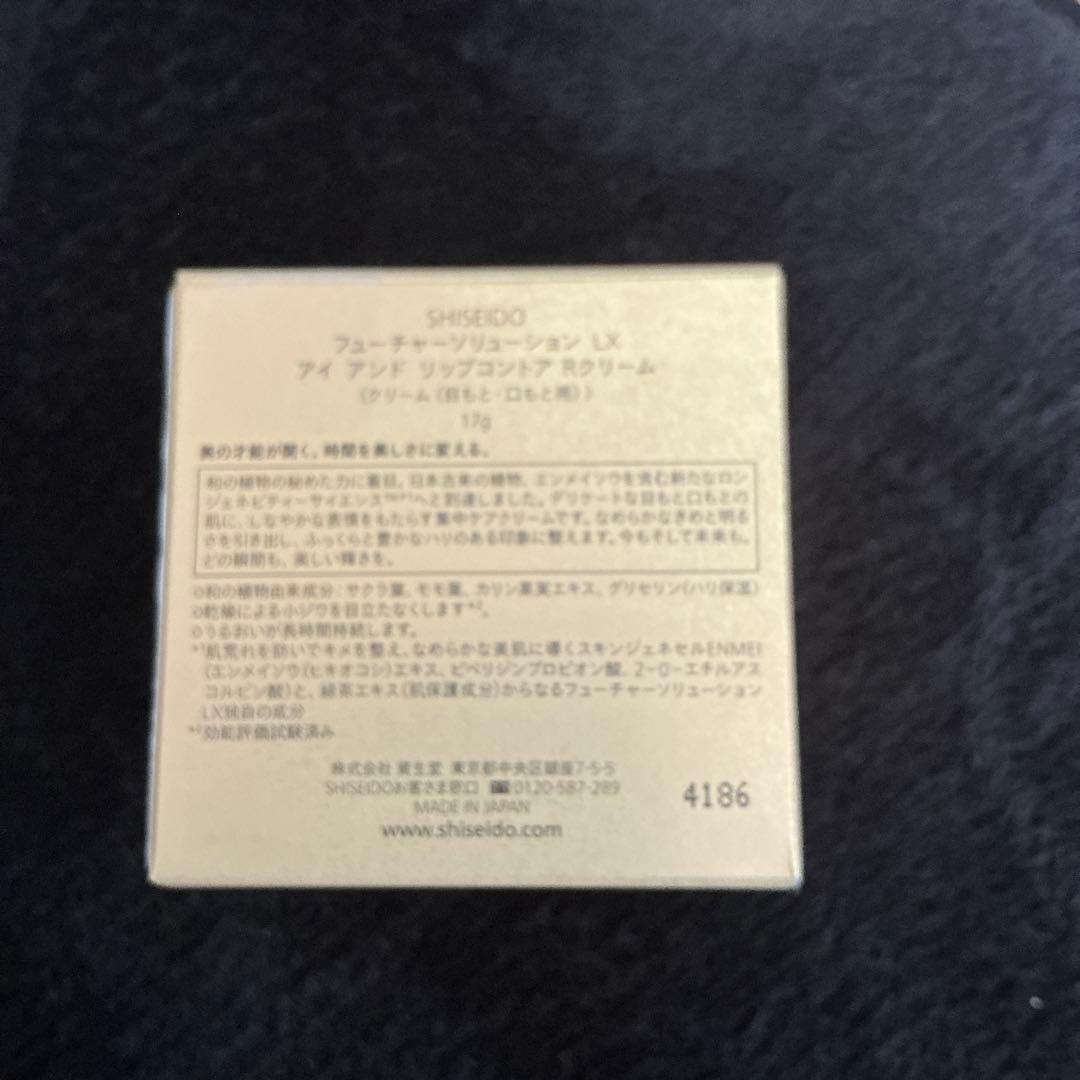 SHISEIDO
フューチャーソリューション LX
アイ アンド リップコントア Rクリーム
〈クリーム（目もと・口もと用）〉
17g
美の才能が開く。時間を美しさに変える。
和の植物の秘めた力に着目。日本古来の植物、エンメイソウを含む新たなロン
ジェネビティーサイエンス™*¹へと到達しました。デリケートな目もと口もとの
肌に、しなやかな表情をもたらす集中ケアクリームです。なめらかなきめと明る
さを引き出し、ふっくらと豊かなハリのある印象に整えます。今もそして未来も。
どの瞬間も、美しい輝きを。
○和の植物由来成分：サクラ葉、モモ葉、カリン果実エキス、グリセリン（ハリ保湿）
○乾燥による小ジワを目立たなくします*²。
○うるおいが長時間持続します。
*¹肌荒れを防いでキメを整え、なめらかな美肌に導くスキンジェネセルENMEI
（エンメイソウ（ヒキオコシ）エキス、ピペリジンプロピオン酸、2-O-エチルアス
コルビン酸）と、緑茶エキス（肌保護成分）からなるフューチャーソリューション
LX独自の成分
*²効能評価試験済み
株式会社 資生堂 東京都中央区銀座7-5-5
SHISEIDOお客さま窓口 0120-587-289
MADE IN JAPAN
www.shiseido.com
4186